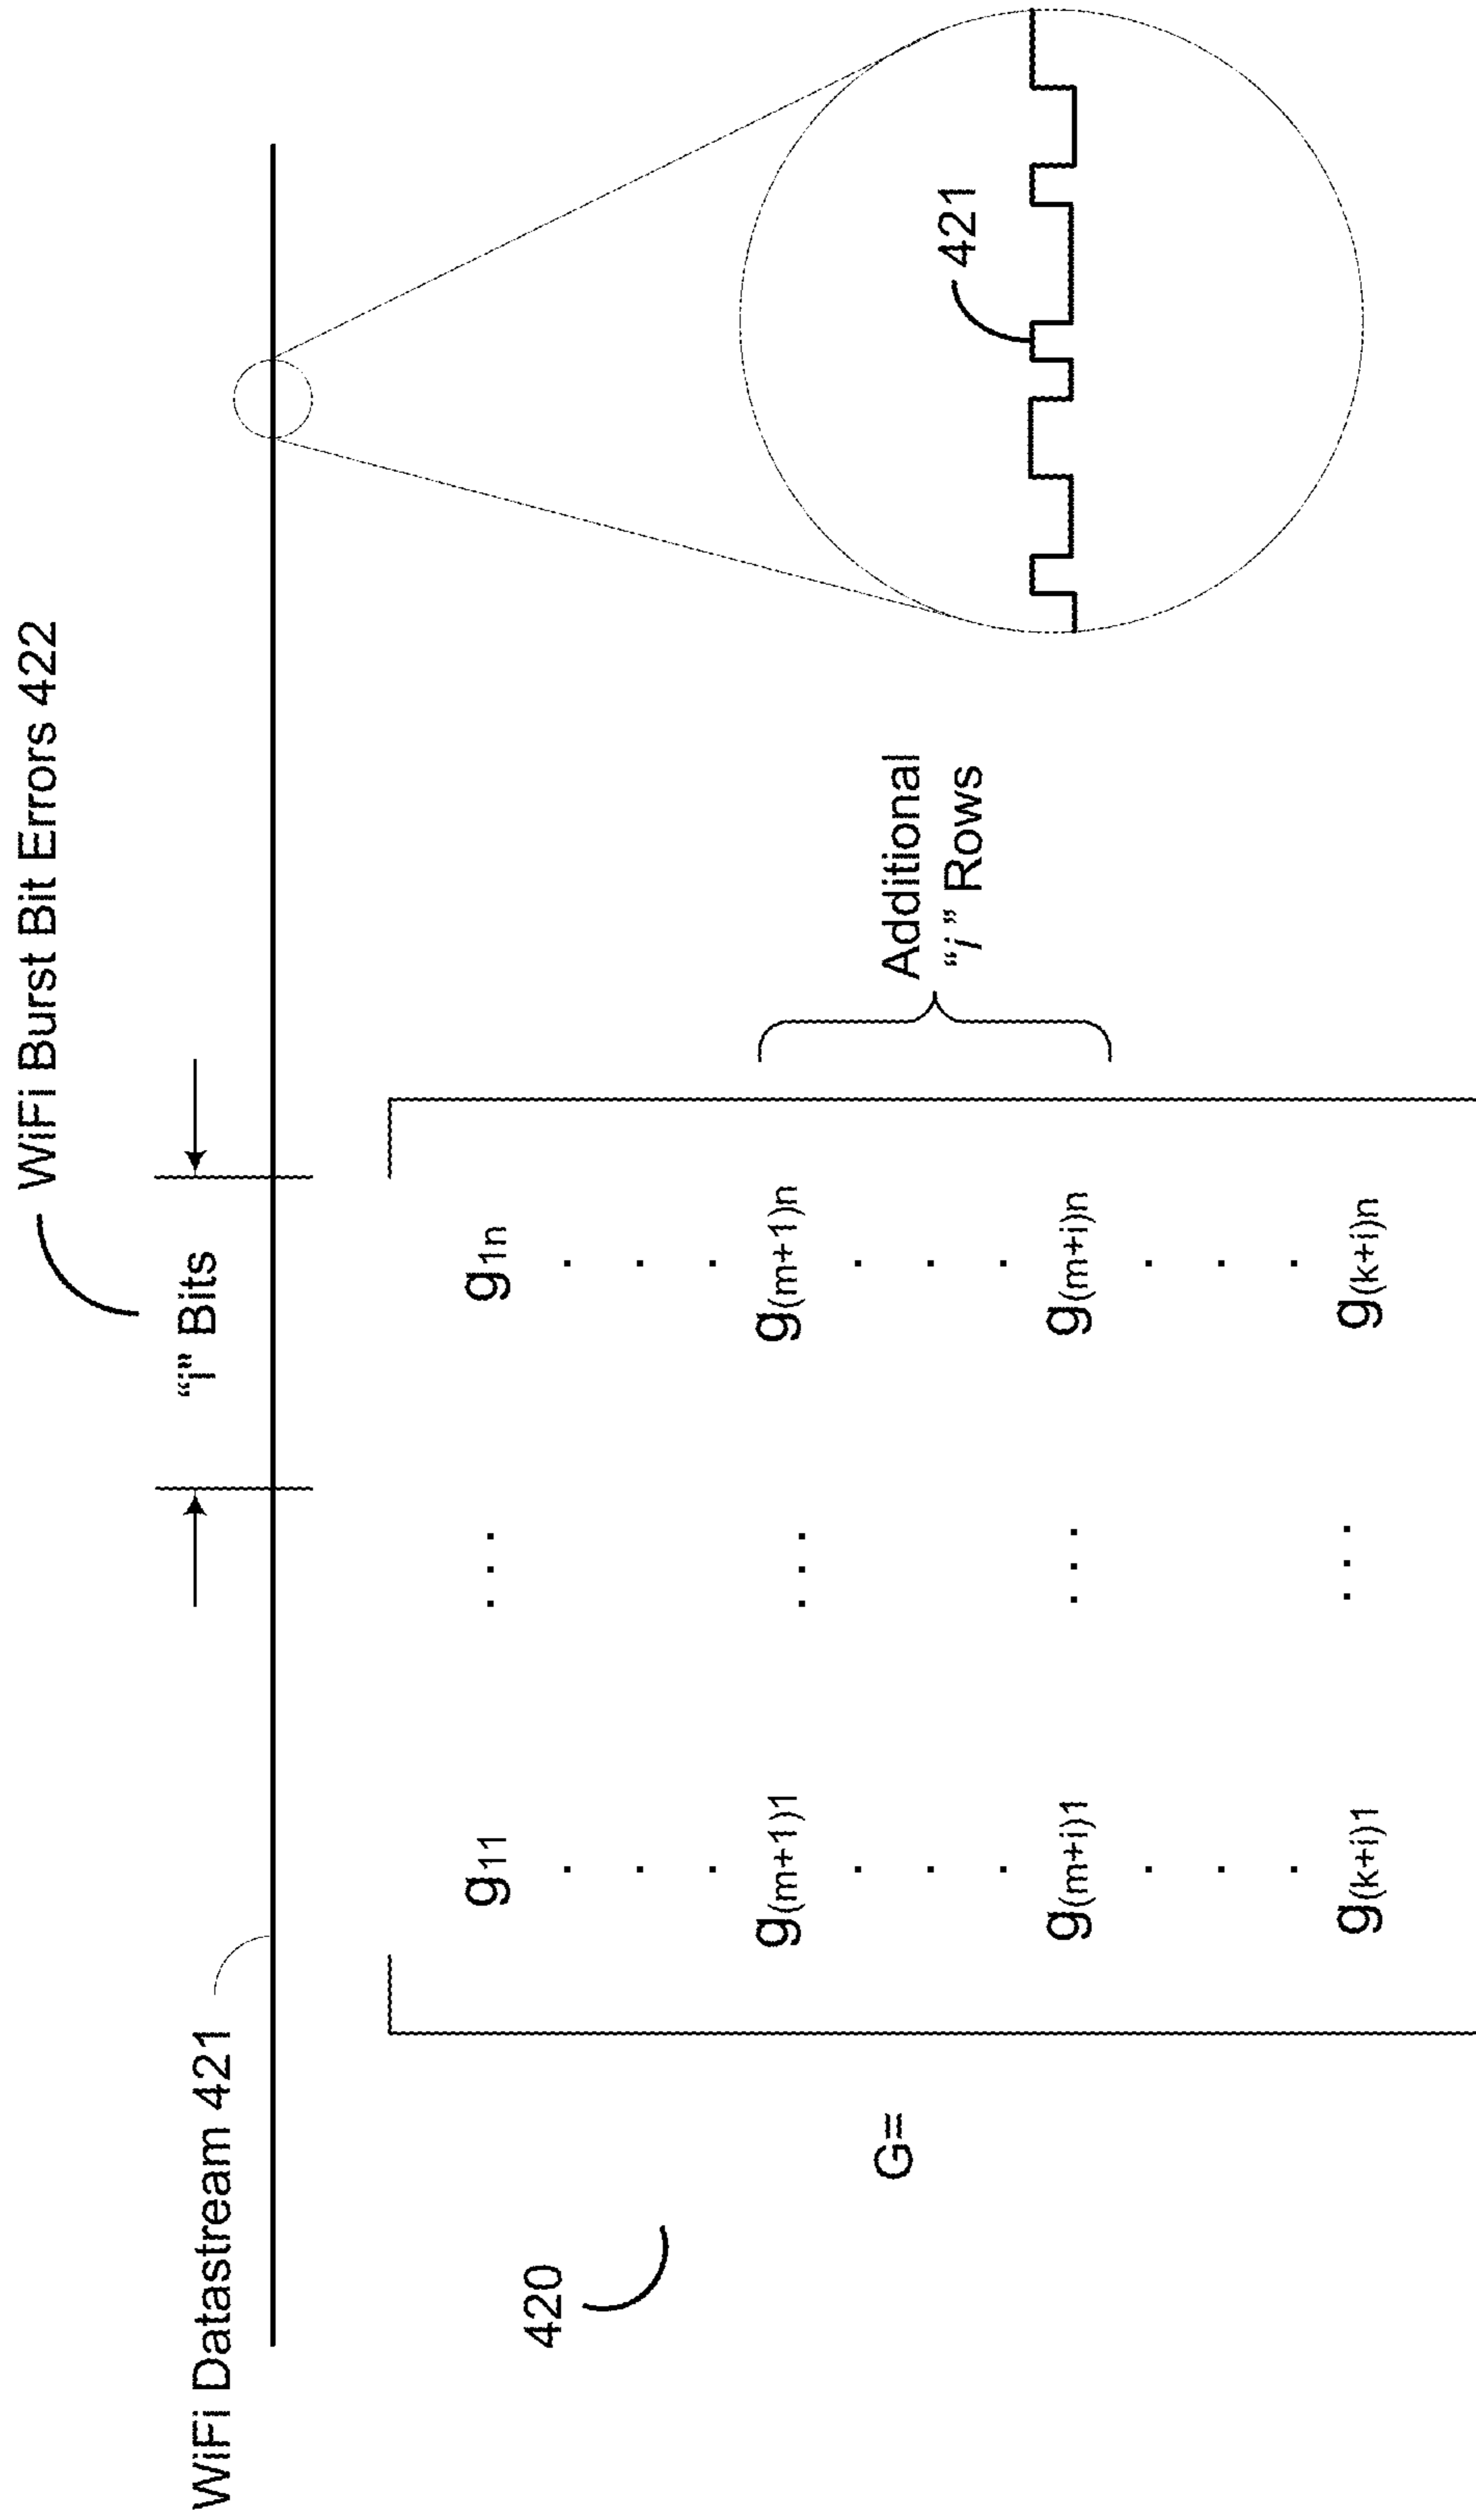 WiFi Burst Bit Errors 422
WiFi Datastream 421
"i" Bits
420
G=
g11 . . . g1n
. .
. .
. .
g(m+1)1 . . . g(m+1)n
. .
. .
. .
g(m+i)1 . . . g(m+i)n
. .
. .
. .
g(k+i)1 . . . g(k+i)n
Additional
“i” Rows
421